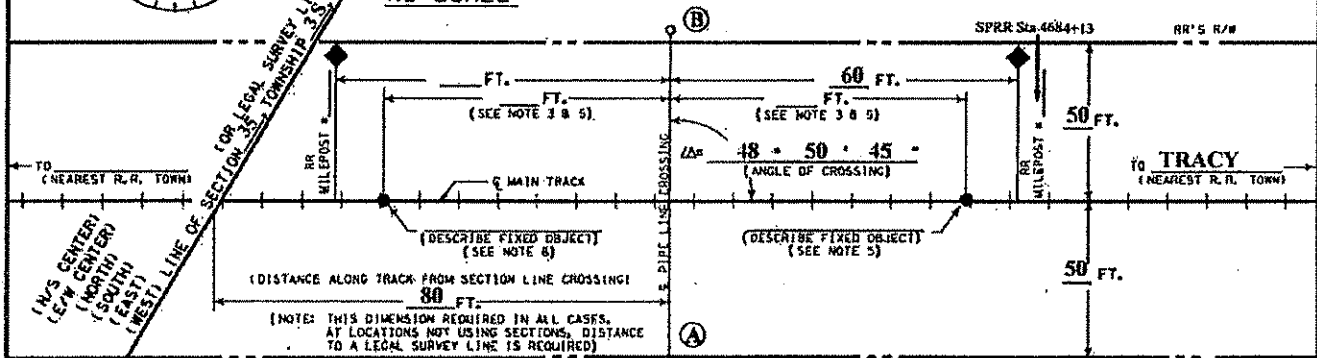 NO SCALE
(OR LEGAL SURVEY LI
(WEST) LINE OF SECTION 35, TOWNSHIP 3S,
B
SPRR Sta 4684+13
RR'S R/W
FT.
60 FT.
FT.
(SEE NOTE 3 & 5)
FT.
(SEE NOTE 3 & 5)
50 FT.
RR
MILEPOST *
RR
MILEPOST *
PIPE LINE CROSSING
48 ° 50 ' 45 "
(ANGLE OF CROSSING)
TO
(NEAREST R.R. TOWN)
TO TRACY
(NEAREST R.R. TOWN)
MAIN TRACK
(DESCRIBE FIXED OBJECT)
(SEE NOTE 6)
(DESCRIBE FIXED OBJECT)
(SEE NOTE 5)
(N/S CENTER)
(E/W CENTER)
(NORTH)
(SOUTH)
(EAST)
(DISTANCE ALONG TRACK FROM SECTION LINE CROSSING)
80 FT.
50 FT.
(NOTE: THIS DIMENSION REQUIRED IN ALL CASES.
AT LOCATIONS NOT USING SECTIONS, DISTANCE
TO A LEGAL SURVEY LINE IS REQUIRED)
A